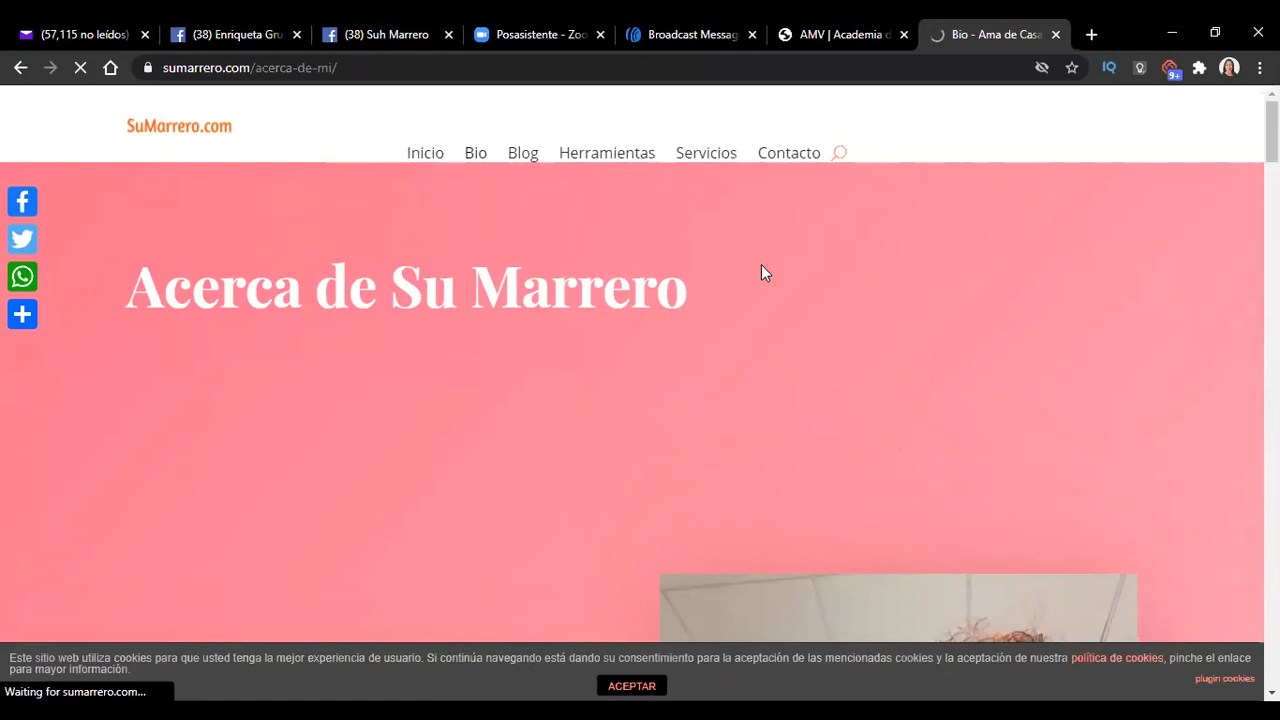 (57,115 no leídos)
(38) Enriqueta Gru
(38) Suh Marrero
Posasistente - Zoo
Broadcast Messag
AMV | Academia d
Bio - Ama de Casa
sumarrero.com/acerca-de-mi/
9+
SuMarrero.com
Inicio Bio Blog Herramientas Servicios Contacto
Acerca de Su Marrero
Este sitio web utiliza cookies para que usted tenga la mejor experiencia de usuario. Si continúa navegando está dando su consentimiento para la aceptación de las mencionadas cookies y la aceptación de nuestra política de cookies, pinche el enlace
para mayor información.
plugin cookies
ACEPTAR
Waiting for sumarrero.com...